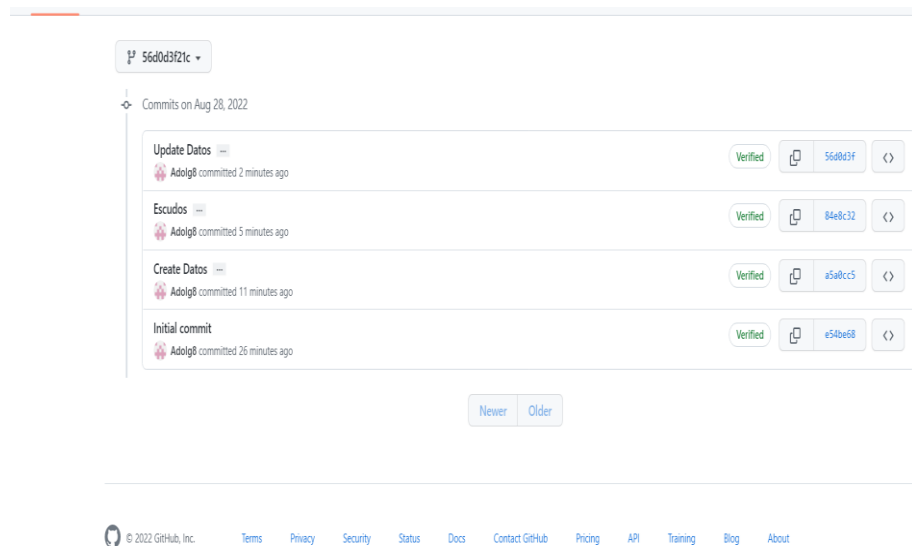 56d0d3f21c
Commits on Aug 28, 2022
Update Datos ...
Adolg8 committed 2 minutes ago
Verified
56d0d3f
Escudos ...
Adolg8 committed 5 minutes ago
Verified
84e8c32
Create Datos ...
Adolg8 committed 11 minutes ago
Verified
a5a0cc5
Initial commit
Adolg8 committed 26 minutes ago
Verified
e54be68
Newer Older
© 2022 GitHub, Inc. Terms Privacy Security Status Docs Contact GitHub Pricing API Training Blog About